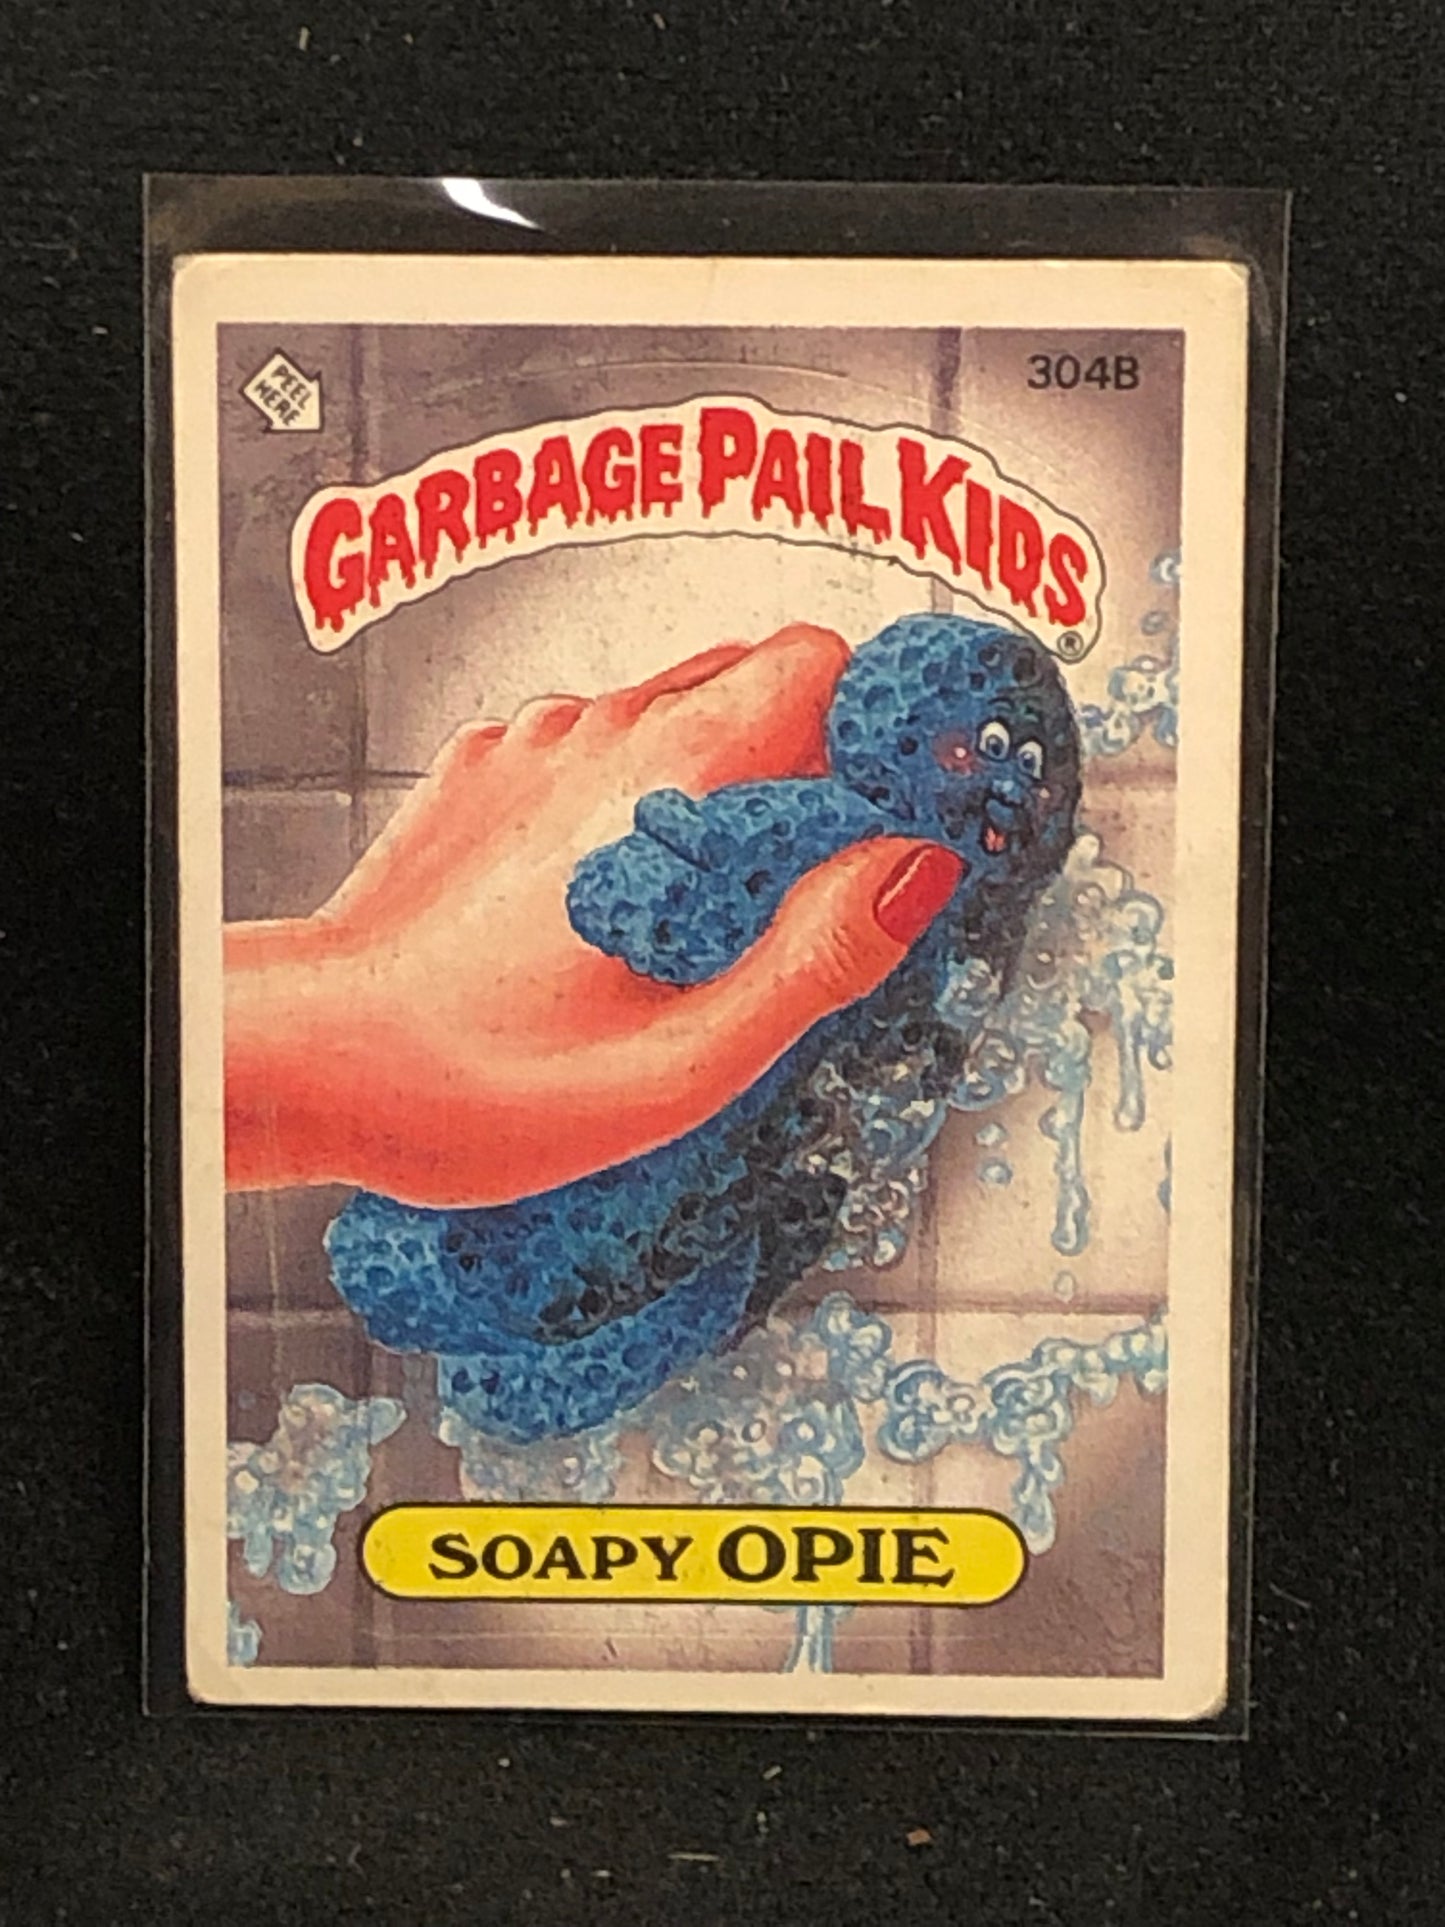 PEEL
HERE
304B
GARBAGE PAIL KIDS
®
SOAPY OPIE